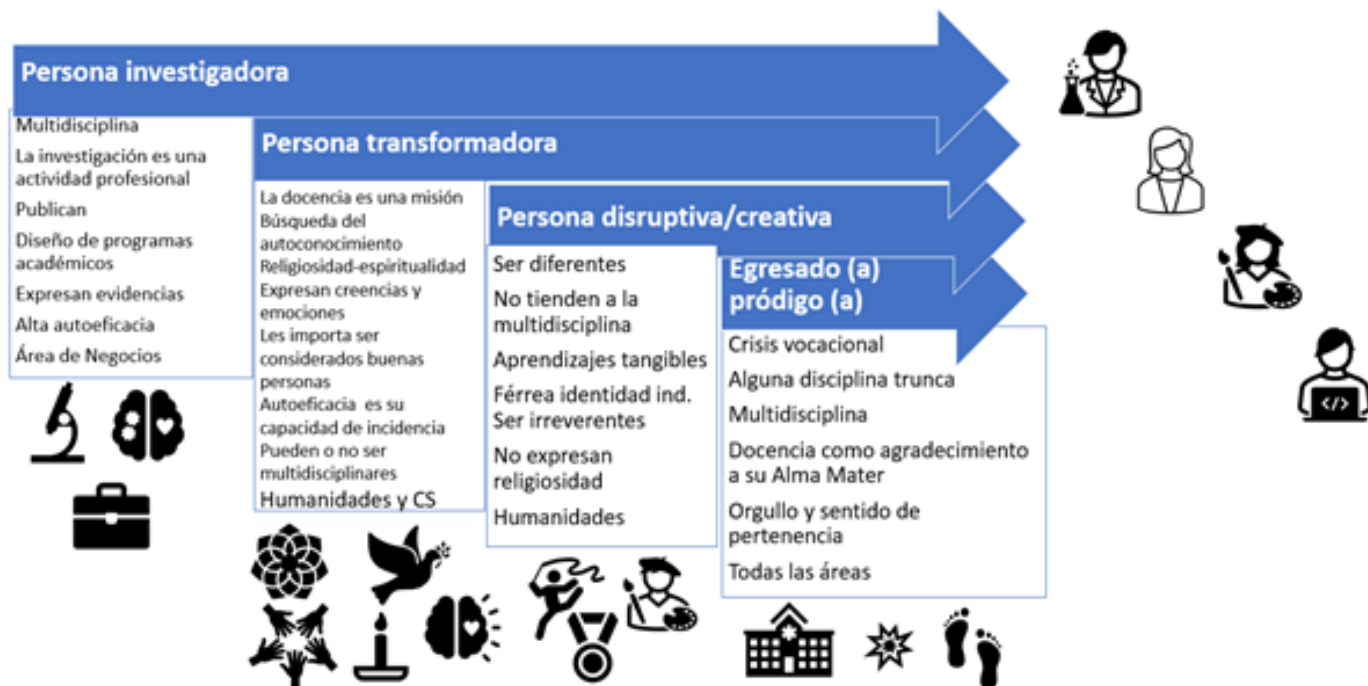 Persona investigadora
Multidisciplina
La investigación es una
actividad profesional
Publican
Diseño de programas
académicos
Expresan evidencias
Alta autoeficacia
Área de Negocios
Persona transformadora
La docencia es una misión
Búsqueda del
autoconocimiento
Religiosidad-espiritualidad
Expresan creencias y
emociones
Les importa ser
considerados buenas
personas
Autoeficacia es su
capacidad de incidencia
Pueden o no ser
multidisciplinares
Humanidades y CS
Persona disruptiva/creativa
Ser diferentes
No tienden a la
multidisciplina
Aprendizajes tangibles
Férrea identidad ind.
Ser irreverentes
No expresan
religiosidad
Humanidades
Egresado (a)
pródigo (a)
Crisis vocacional
Alguna disciplina trunca
Multidisciplina
Docencia como agradecimiento
a su Alma Mater
Orgullo y sentido de
pertenencia
Todas las áreas
</>